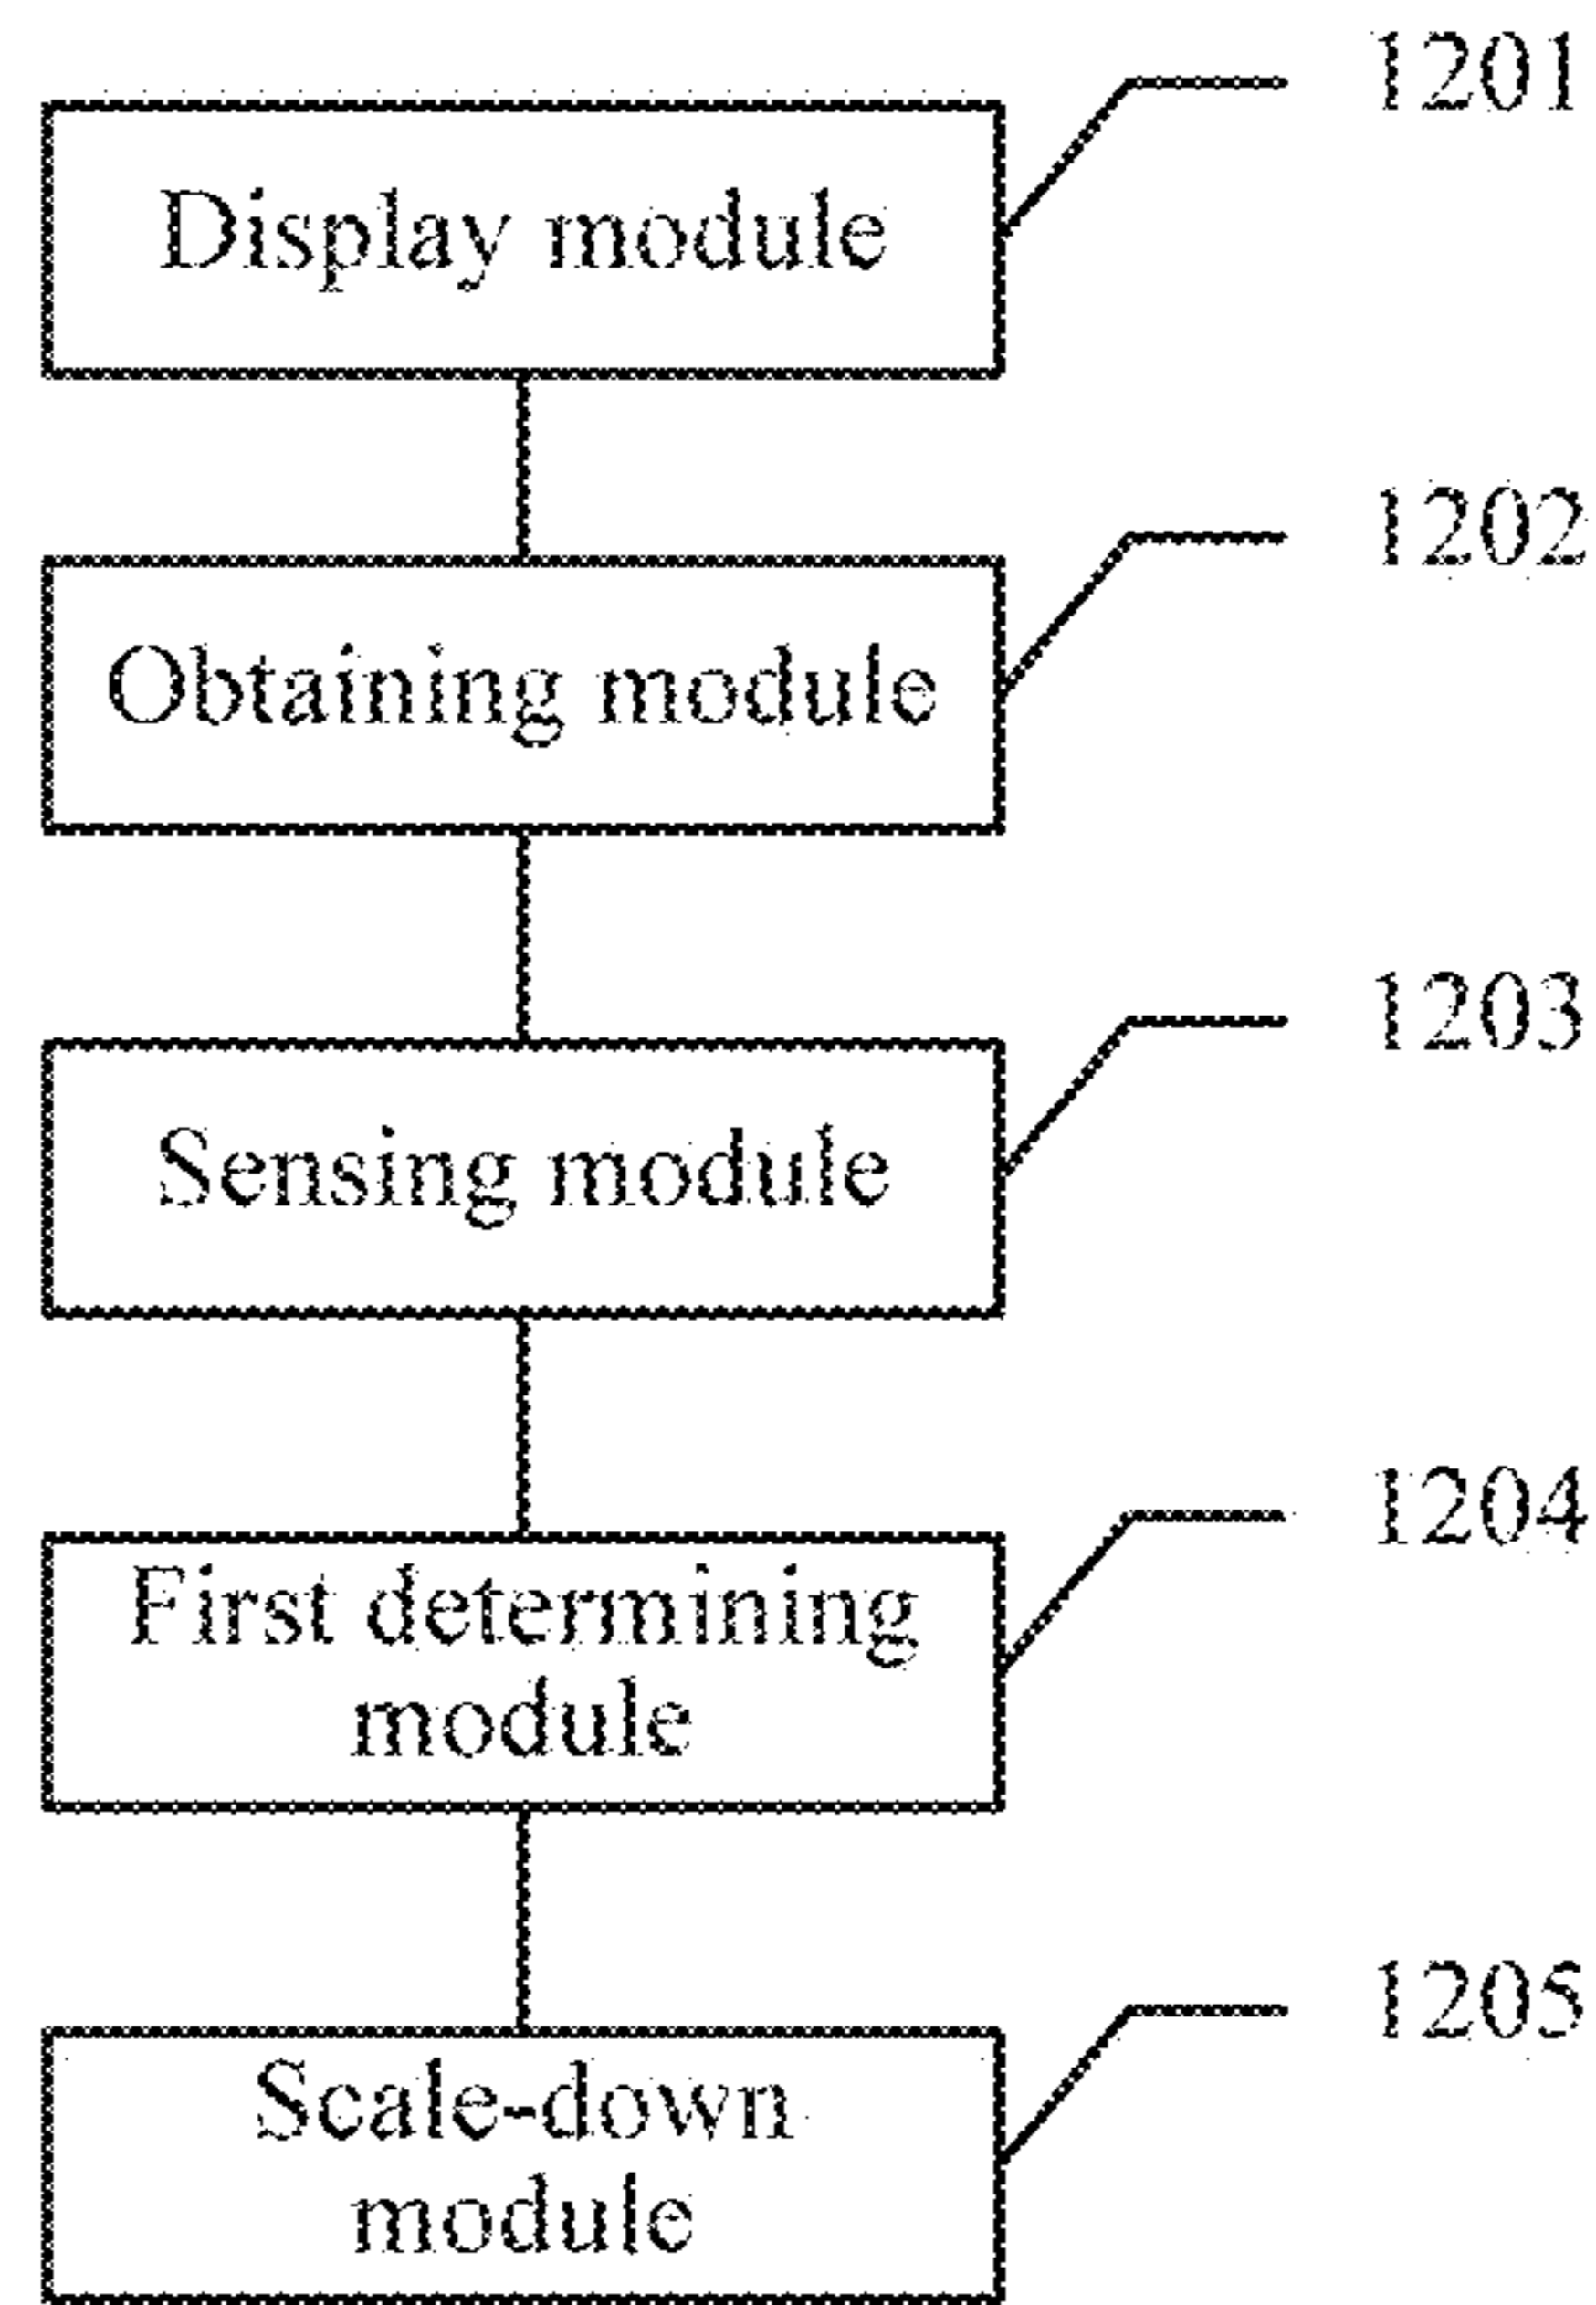 1201
Display module
1202
Obtaining module
1203
Sensing module
1204
First determining
module
1205
Scale-down
module